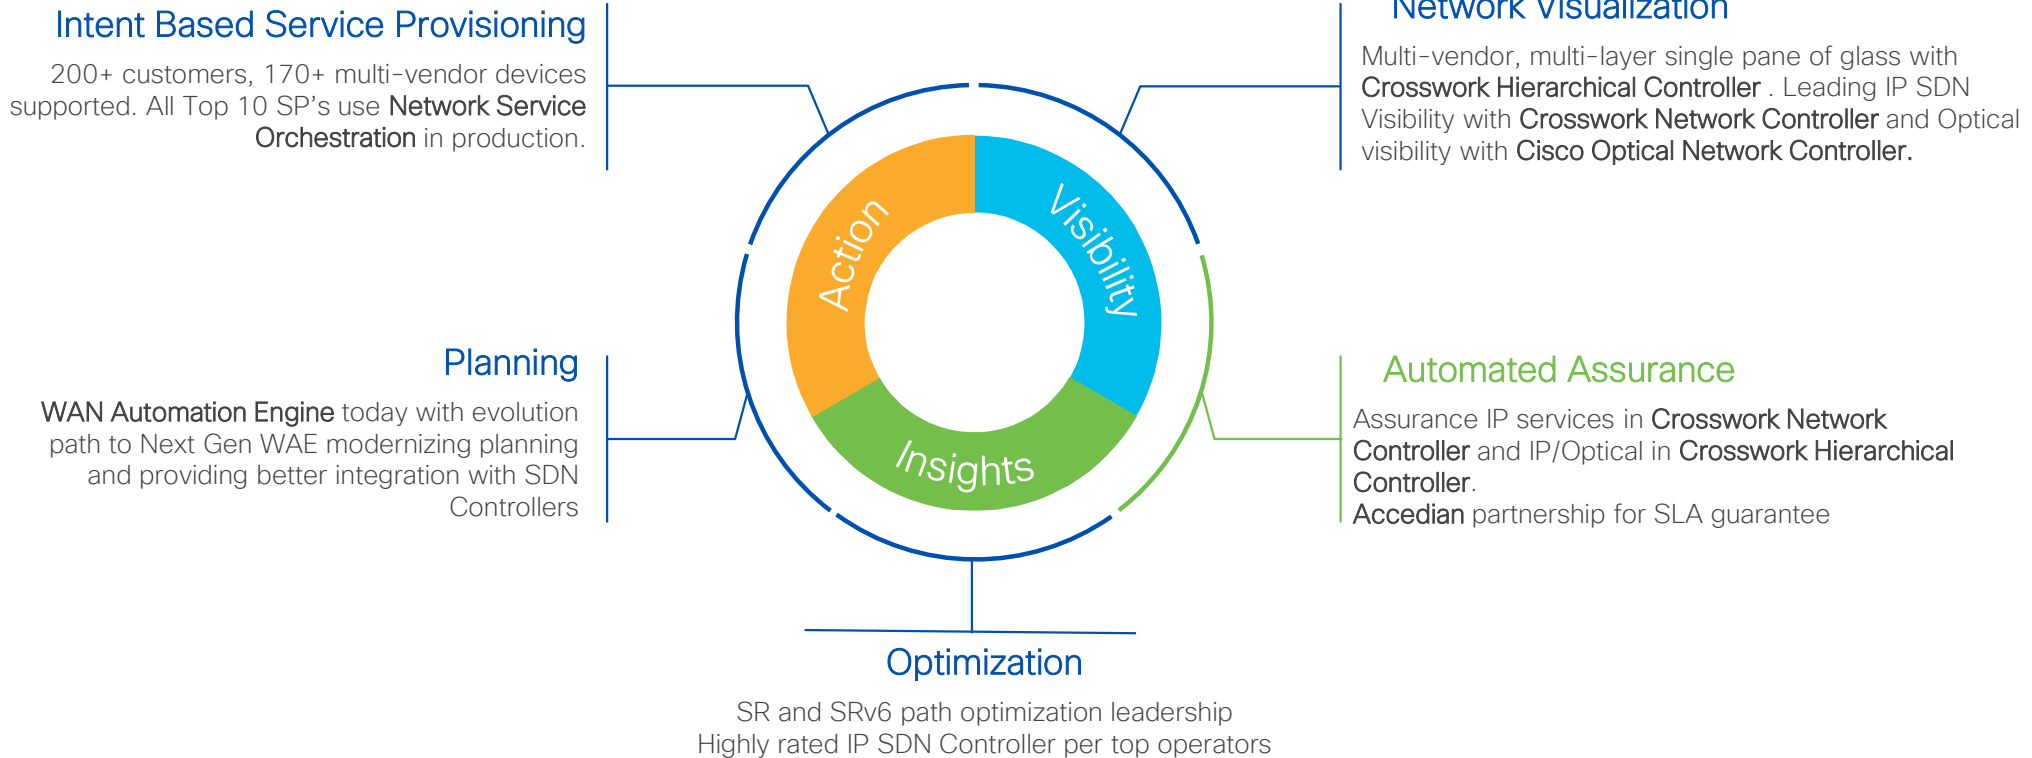 Intent Based Service Provisioning
200+ customers, 170+ multi-vendor devices
supported. All Top 10 SP's use Network Service
Orchestration in production.
Network Visualization
Multi-vendor, multi-layer single pane of glass with
Crosswork Hierarchical Controller . Leading IP SDN
Visibility with Crosswork Network Controller and Optical
visibility with Cisco Optical Network Controller.
Action
Visibility
Insights
Planning
WAN Automation Engine today with evolution
path to Next Gen WAE modernizing planning
and providing better integration with SDN
Controllers
Automated Assurance
Assurance IP services in Crosswork Network
Controller and IP/Optical in Crosswork Hierarchical
Controller.
Accedian partnership for SLA guarantee
Optimization
SR and SRv6 path optimization leadership
Highly rated IP SDN Controller per top operators